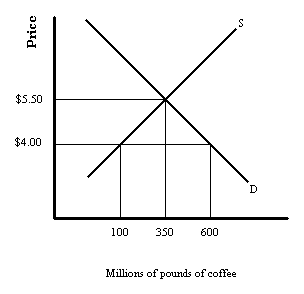 Price
S
$5.50
$4.00
D
100 350 600
Millions of pounds of coffee